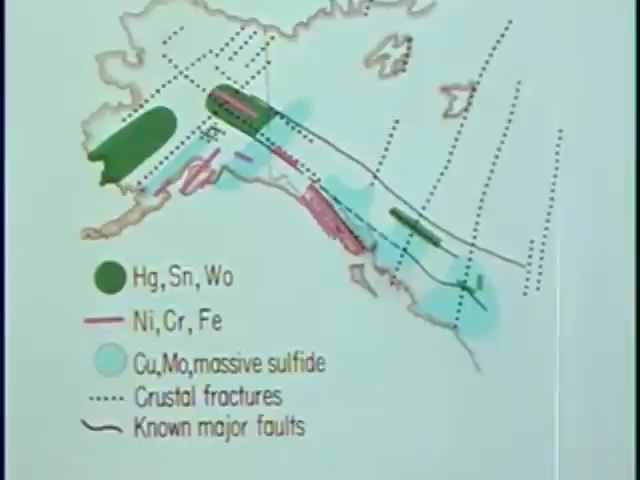 Hg, Sn, Wo
Ni, Cr, Fe
Cu, Mo, massive sulfide
Crustal fractures
Known major faults